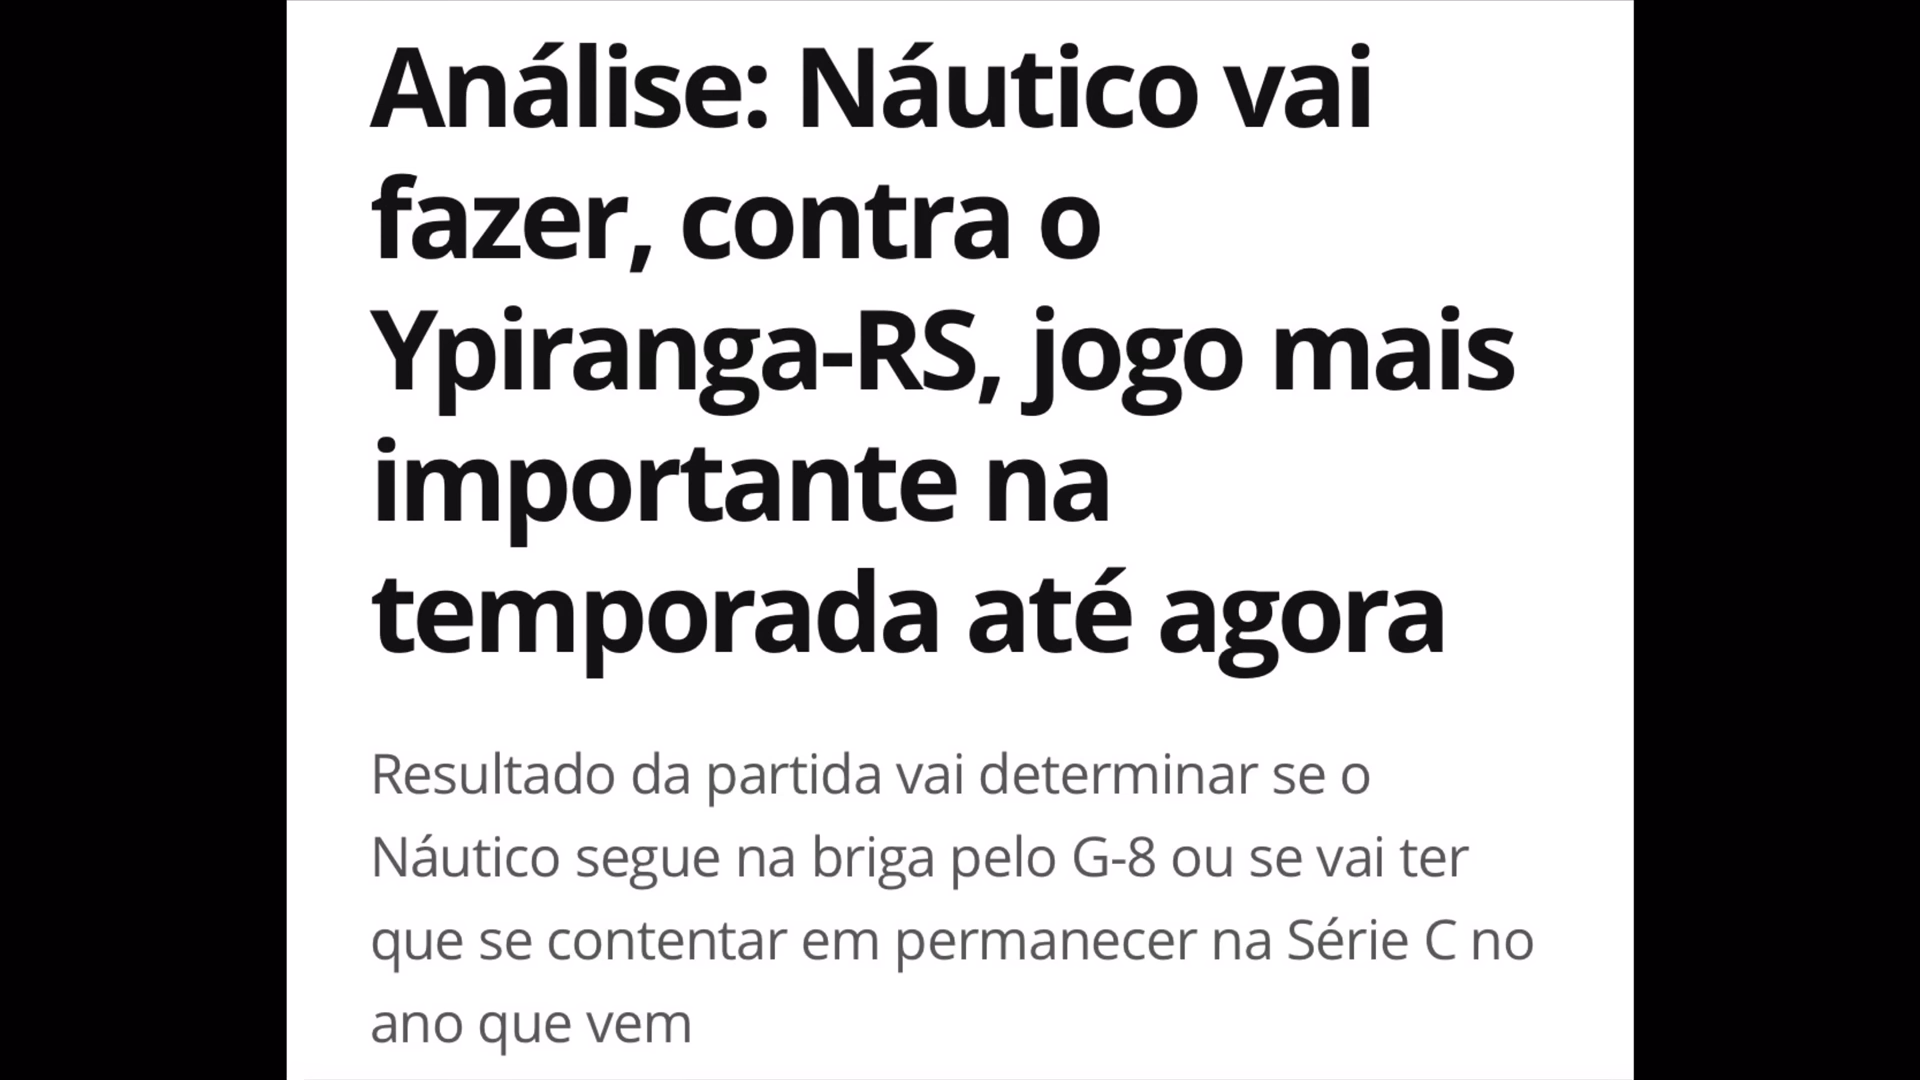 Análise: Náutico vai
fazer, contra o
Ypiranga-RS, jogo mais
importante na
temporada até agora
Resultado da partida vai determinar se o
Náutico segue na briga pelo G-8 ou se vai ter
que se contentar em permanecer na Série C no
ano que vem